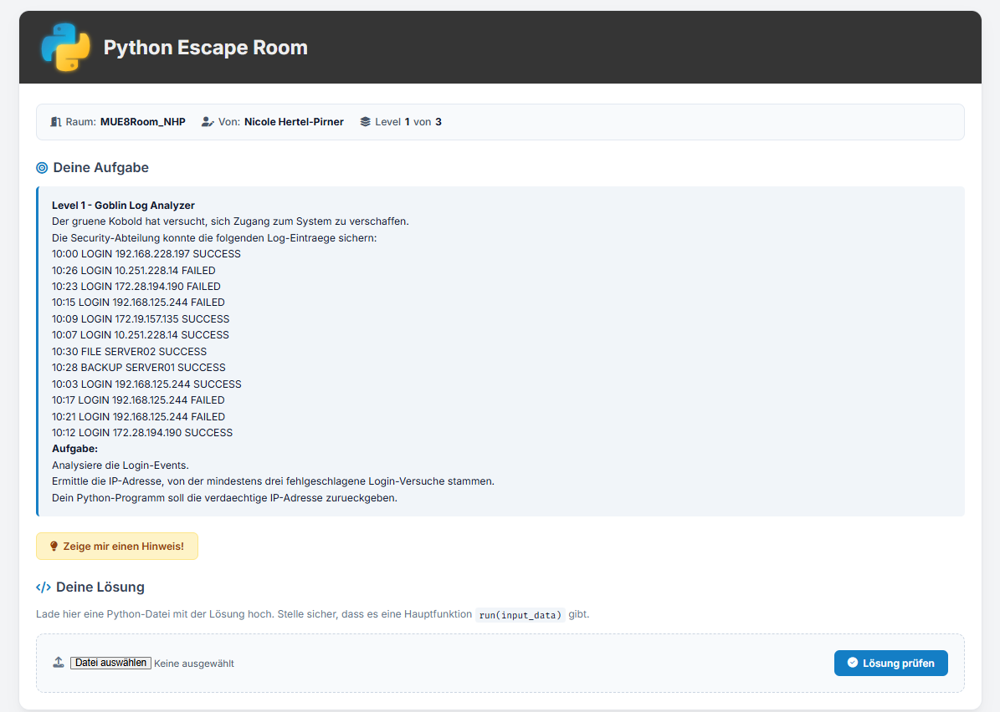 Python Escape Room
Raum: MUE8Room_NHP Von: Nicole Hertel-Pirner Level 1 von 3
Deine Aufgabe
Level 1 - Goblin Log Analyzer
Der gruene Kobold hat versucht, sich Zugang zum System zu verschaffen.
Die Security-Abteilung konnte die folgenden Log-Eintraege sichern:
10:00 LOGIN 192.168.228.197 SUCCESS
10:26 LOGIN 10.251.228.14 FAILED
10:23 LOGIN 172.28.194.190 FAILED
10:15 LOGIN 192.168.125.244 FAILED
10:09 LOGIN 172.19.157.135 SUCCESS
10:07 LOGIN 10.251.228.14 SUCCESS
10:30 FILE SERVER02 SUCCESS
10:28 BACKUP SERVER01 SUCCESS
10:03 LOGIN 192.168.125.244 SUCCESS
10:17 LOGIN 192.168.125.244 FAILED
10:21 LOGIN 192.168.125.244 FAILED
10:12 LOGIN 172.28.194.190 SUCCESS
Aufgabe:
Analysiere die Login-Events.
Ermittle die IP-Adresse, von der mindestens drei fehlgeschlagene Login-Versuche stammen.
Dein Python-Programm soll die verdaechtige IP-Adresse zurueckgeben.
Zeige mir einen Hinweis!
</> Deine Lösung
Lade hier eine Python-Datei mit der Lösung hoch. Stelle sicher, dass es eine Hauptfunktion run(input_data) gibt.
Datei auswählen Keine ausgewählt
Lösung prüfen